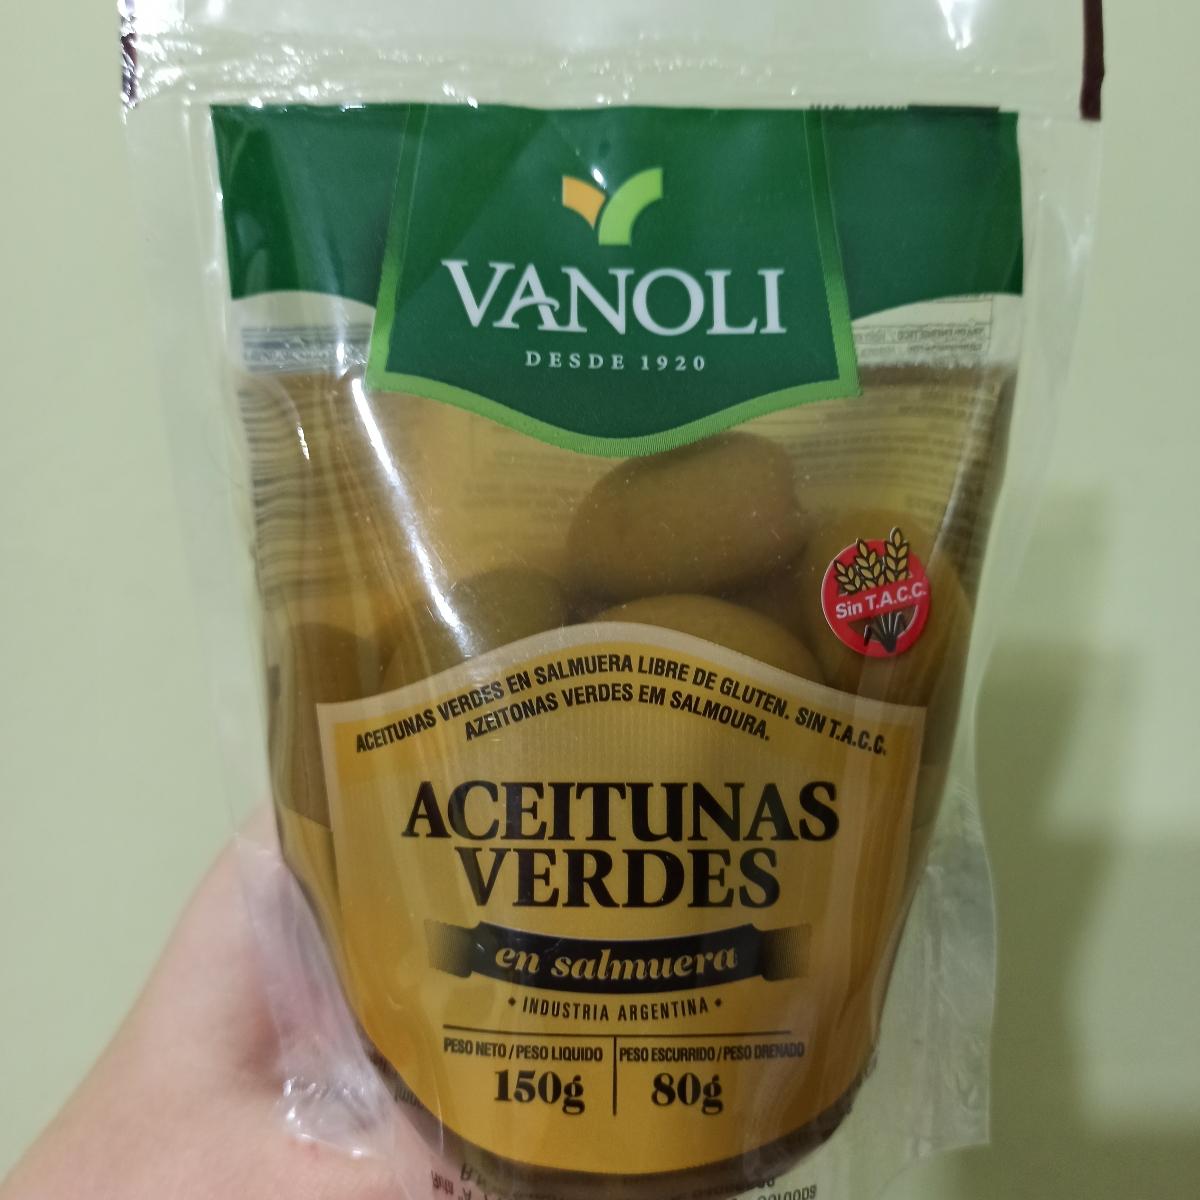 VANOLI
DESDE 1920
Sin T.A.C.C.
ACEITUNAS VERDES EN SALMUERA LIBRE DE GLUTEN. SIN T.A.C.C.
AZEITONAS VERDES EM SALMOURA.
ACEITUNAS
VERDES
en salmuera
• INDUSTRIA ARGENTINA •
PESO NETO / PESO LIQUIDO
150g
PESO ESCURRIDO / PESO DRENADO
80g